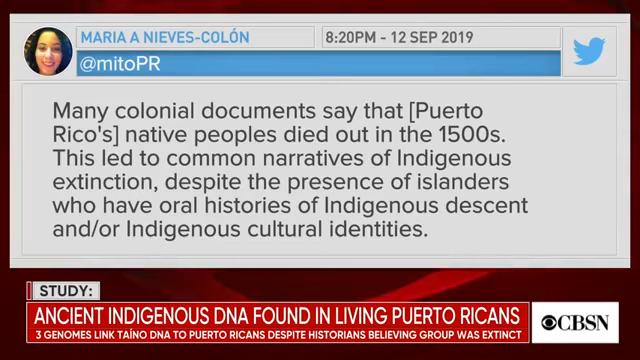 MARIA A NIEVES-COLÓN
8:20PM - 12 SEP 2019
@mitoPR
Many colonial documents say that [Puerto
Rico's] native peoples died out in the 1500s.
This led to common narratives of Indigenous
extinction, despite the presence of islanders
who have oral histories of Indigenous descent
and/or Indigenous cultural identities.
STUDY:
ANCIENT INDIGENOUS DNA FOUND IN LIVING PUERTO RICANS
3 GENOMES LINK TAÍNO DNA TO PUERTO RICANS DESPITE HISTORIANS BELIEVING GROUP WAS EXTINCT
CBSN